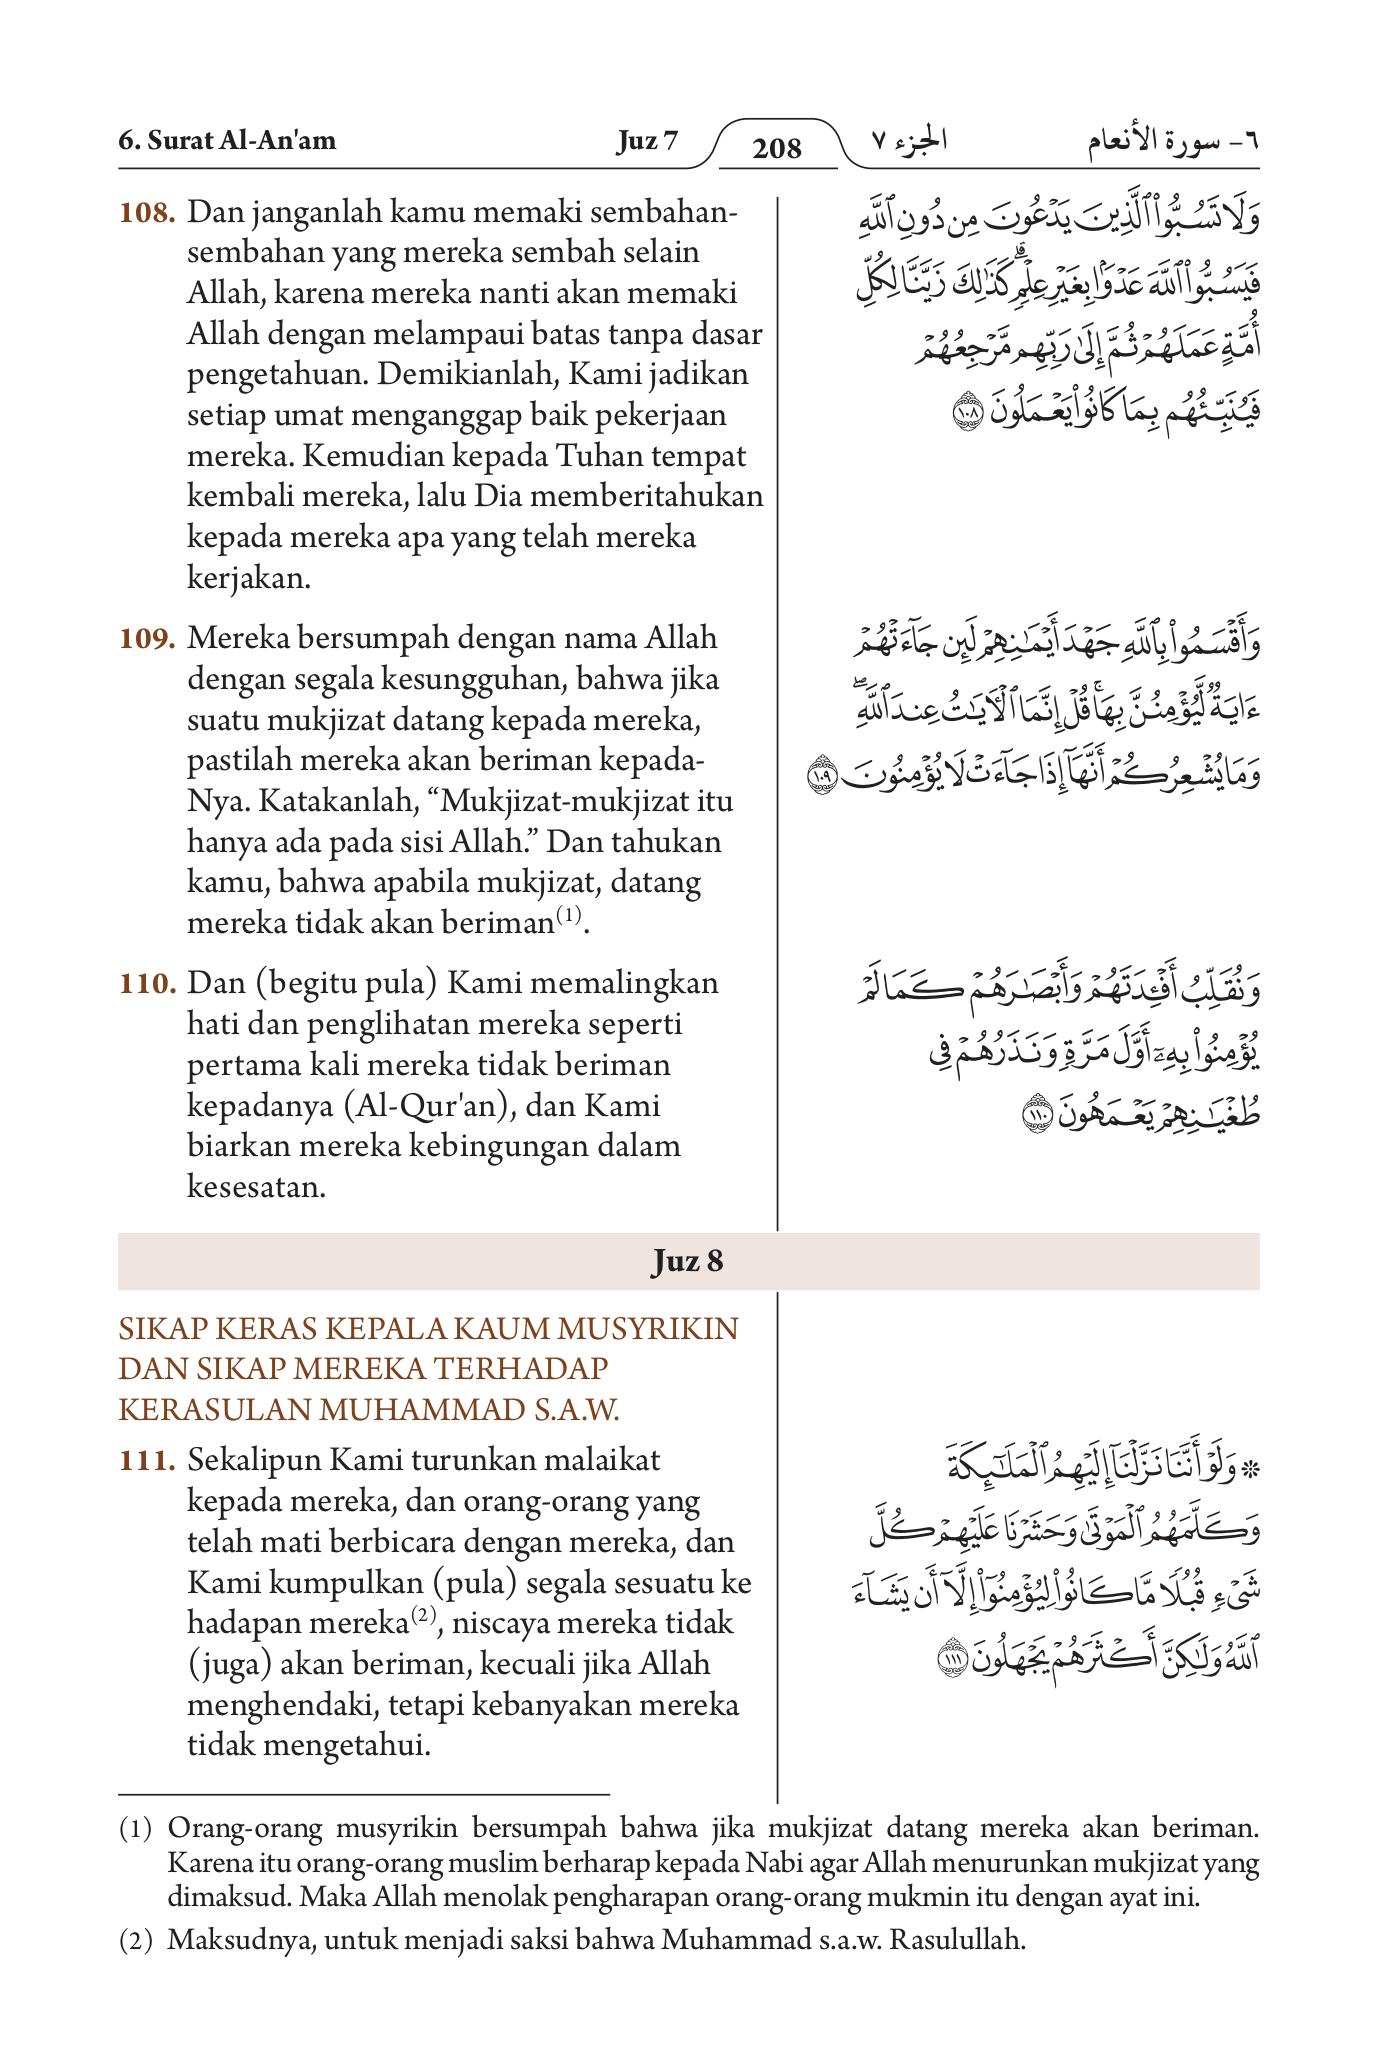 6. Surat Al-An'am
Juz 7
208
الجزء ٧
٦- سورة الأنعام
108. Dan janganlah kamu memaki sembahan-
sembahan yang mereka sembah selain
Allah, karena mereka nanti akan memaki
Allah dengan melampaui batas tanpa dasar
pengetahuan. Demikianlah, Kami jadikan
setiap umat menganggap baik pekerjaan
mereka. Kemudian kepada Tuhan tempat
kembali mereka, lalu Dia memberitahukan
kepada mereka apa yang telah mereka
kerjakan.
وَلَا تَسُبُّوا۟ ٱلَّذِينَ يَدْعُونَ مِن دُونِ ٱللَّهِ
فَيَسُبُّوا۟ ٱللَّهَ عَدْوًۢا بِغَيْرِ عِلْمٍۗ كَذَٰلِكَ زَيَّنَّا لِكُلِّ
أُمَّةٍ عَمَلَهُمْ ثُمَّ إِلَىٰ رَبِّهِم مَّرْجِعُهُمْ
فَيُنَبِّئُهُم بِمَا كَانُوا۟ يَعْمَلُونَ ١٠٨
109. Mereka bersumpah dengan nama Allah
dengan segala kesungguhan, bahwa jika
suatu mukjizat datang kepada mereka,
pastilah mereka akan beriman kepada-
Nya. Katakanlah, “Mukjizat-mukjizat itu
hanya ada pada sisi Allah.” Dan tahukan
kamu, bahwa apabila mukjizat, datang
mereka tidak akan beriman(1).
وَأَقْسَمُوا۟ بِٱللَّهِ جَهْدَ أَيْمَـٰنِهِمْ لَئِن جَآءَتْهُمْ
ءَايَةٌ لَّيُؤْمِنُنَّ بِهَاۚ قُلْ إِنَّمَا ٱلْـَٔايَـٰتُ عِندَ ٱللَّهِۖ
وَمَا يُشْعِرُكُمْ أَنَّهَآ إِذَا جَآءَتْ لَا يُؤْمِنُونَ ١٠٩
110. Dan (begitu pula) Kami memalingkan
hati dan penglihatan mereka seperti
pertama kali mereka tidak beriman
kepadanya (Al-Qur'an), dan Kami
biarkan mereka kebingungan dalam
kesesatan.
وَنُقَلِّبُ أَفْـِٔدَتَهُمْ وَأَبْصَـٰرَهُمْ كَمَا لَمْ
يُؤْمِنُوا۟ بِهِۦٓ أَوَّلَ مَرَّةٍ وَنَذَرُهُمْ فِى
طُغْيَـٰنِهِمْ يَعْمَهُونَ ١١٠
Juz 8
SIKAP KERAS KEPALA KAUM MUSYRIKIN
DAN SIKAP MEREKA TERHADAP
KERASULAN MUHAMMAD S.A.W.
111. Sekalipun Kami turunkan malaikat
kepada mereka, dan orang-orang yang
telah mati berbicara dengan mereka, dan
Kami kumpulkan (pula) segala sesuatu ke
hadapan mereka(2), niscaya mereka tidak
(juga) akan beriman, kecuali jika Allah
menghendaki, tetapi kebanyakan mereka
tidak mengetahui.
۞ وَلَوْ أَنَّنَا نَزَّلْنَآ إِلَيْهِمُ ٱلْمَلَـٰٓئِكَةَ
وَكَلَّمَهُمُ ٱلْمَوْتَىٰ وَحَشَرْنَا عَلَيْهِمْ كُلَّ
شَىْءٍ قُبُلًا مَّا كَانُوا۟ لِيُؤْمِنُوٓا۟ إِلَّآ أَن يَشَآءَ
ٱللَّهُ وَلَـٰكِنَّ أَكْثَرَهُمْ يَجْهَلُونَ ١١١
(1) Orang-orang musyrikin bersumpah bahwa jika mukjizat datang mereka akan beriman.
Karena itu orang-orang muslim berharap kepada Nabi agar Allah menurunkan mukjizat yang
dimaksud. Maka Allah menolak pengharapan orang-orang mukmin itu dengan ayat ini.
(2) Maksudnya, untuk menjadi saksi bahwa Muhammad s.a.w. Rasulullah.